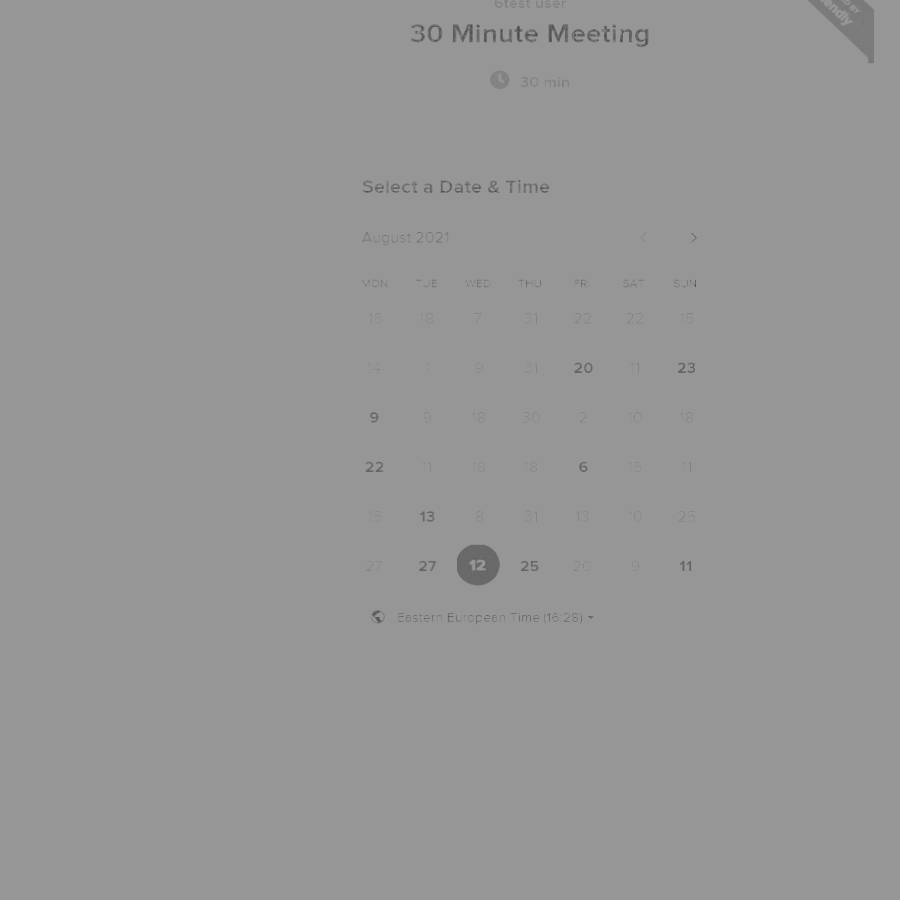 6test user
30 Minute Meeting
30 min
Select a Date & Time
August 2021
MON TUE WED THU FRI SAT SUN
16 18 7 31 22 22 15
14 1 9 31 20 11 23
9 9 18 30 2 10 18
22 11 18 18 6 15 11
15 13 8 31 13 10 25
27 27 12 25 20 9 11
Eastern European Time (16:28)